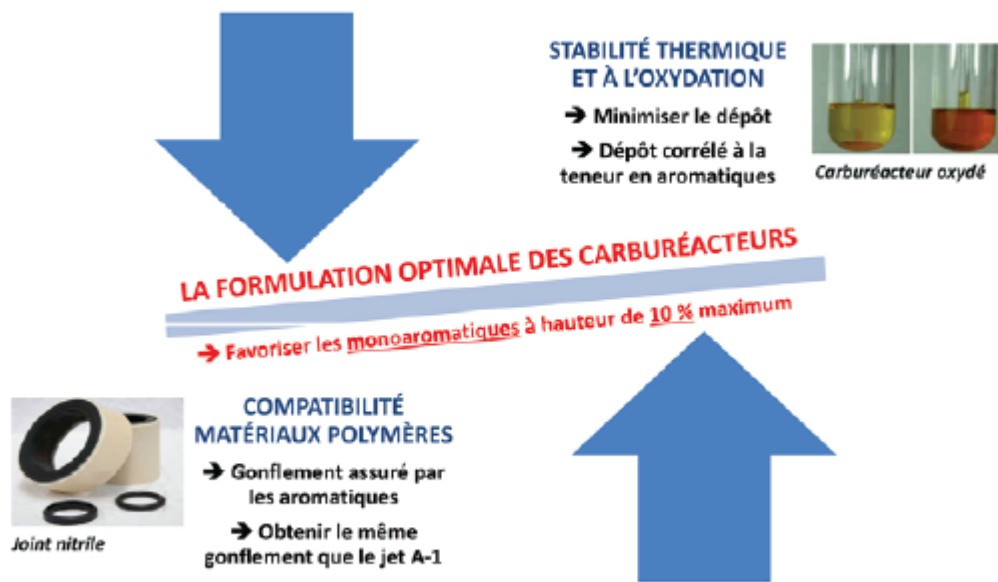 STABILITÉ THERMIQUE
ET À L'OXYDATION
➔ Minimiser le dépôt
➔ Dépôt corrélé à la
teneur en aromatiques
Carburéacteur oxydé
LA FORMULATION OPTIMALE DES CARBURÉACTEURS
➔ Favoriser les monoaromatiques à hauteur de 10 % maximum
COMPATIBILITÉ
MATÉRIAUX POLYMÈRES
➔ Gonflement assuré par
les aromatiques
➔ Obtenir le même
gonflement que le jet A-1
Joint nitrile